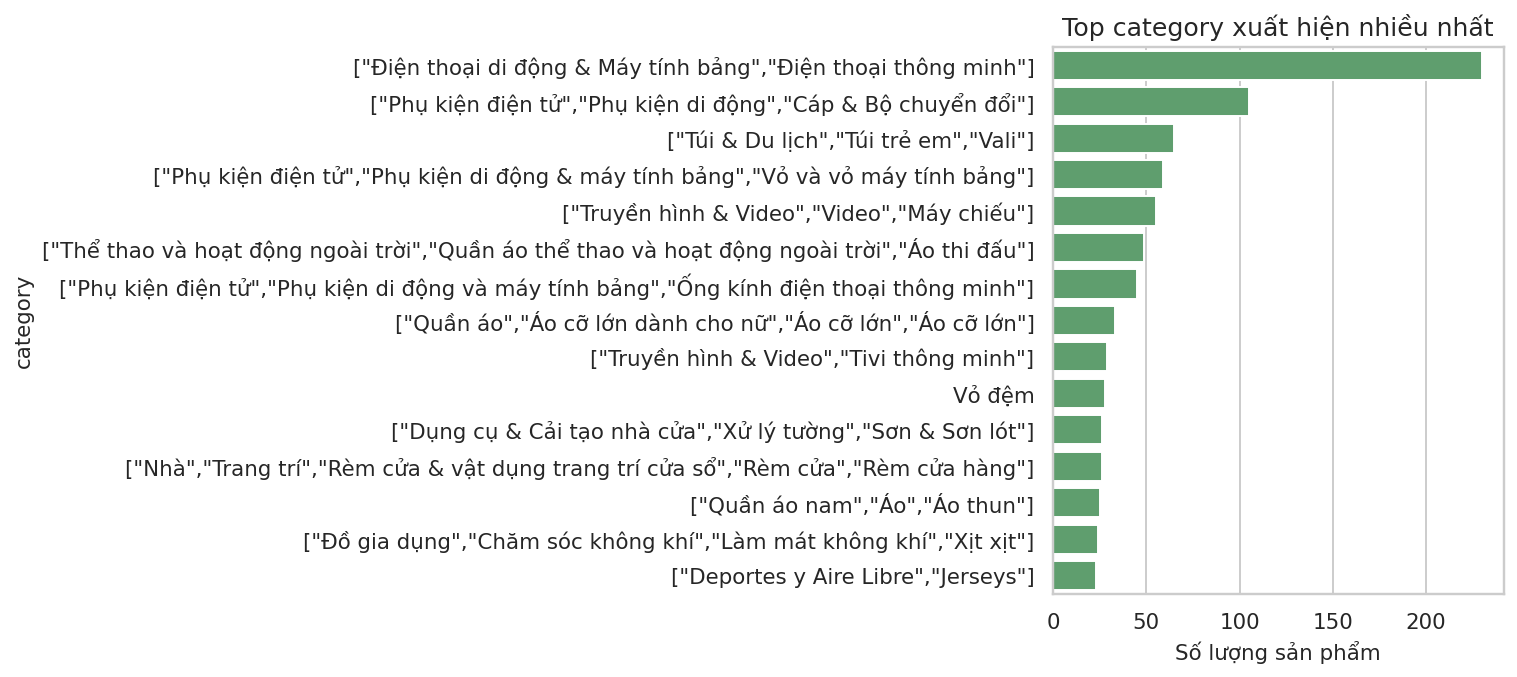 Top category xuất hiện nhiều nhất
["Điện thoại di động & Máy tính bảng","Điện thoại thông minh"]
["Phụ kiện điện tử","Phụ kiện di động","Cáp & Bộ chuyển đổi"]
["Túi & Du lịch","Túi trẻ em","Vali"]
["Phụ kiện điện tử","Phụ kiện di động & máy tính bảng","Vỏ và vỏ máy tính bảng"]
["Truyền hình & Video","Video","Máy chiếu"]
["Thể thao và hoạt động ngoài trời","Quần áo thể thao và hoạt động ngoài trời","Áo thi đấu"]
["Phụ kiện điện tử","Phụ kiện di động và máy tính bảng","Ống kính điện thoại thông minh"]
["Quần áo","Áo cỡ lớn dành cho nữ","Áo cỡ lớn","Áo cỡ lớn"]
["Truyền hình & Video","Tivi thông minh"]
Vỏ đệm
["Dụng cụ & Cải tạo nhà cửa","Xử lý tường","Sơn & Sơn lót"]
["Nhà","Trang trí","Rèm cửa & vật dụng trang trí cửa sổ","Rèm cửa","Rèm cửa hàng"]
["Quần áo nam","Áo","Áo thun"]
["Đồ gia dụng","Chăm sóc không khí","Làm mát không khí","Xịt xịt"]
["Deportes y Aire Libre","Jerseys"]
category
0 50 100 150 200
Số lượng sản phẩm